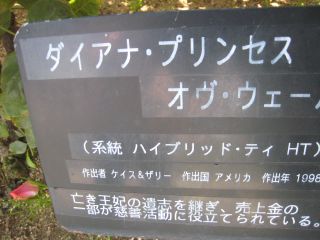 ダイアナ・プリンセス
オヴ・ウェー
(系統 ハイブリッド・ティ HT)
作出者 ケイス&ザリー 作出国 アメリカ 作出年 1998
亡き王妃の遺志を継ぎ、売上金の
一部が慈善活動に役立てられている。